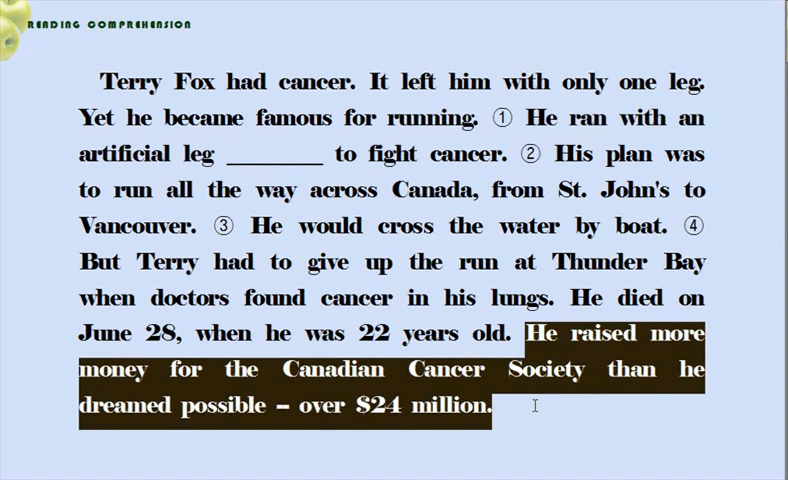 READING COMPREHENSION
Terry Fox had cancer. It left him with only one leg.
Yet he became famous for running. ① He ran with an
artificial leg ________ to fight cancer. ② His plan was
to run all the way across Canada, from St. John's to
Vancouver. ③ He would cross the water by boat. ④
But Terry had to give up the run at Thunder Bay
when doctors found cancer in his lungs. He died on
June 28, when he was 22 years old. He raised more
money for the Canadian Cancer Society than he
dreamed possible – over $24 million.